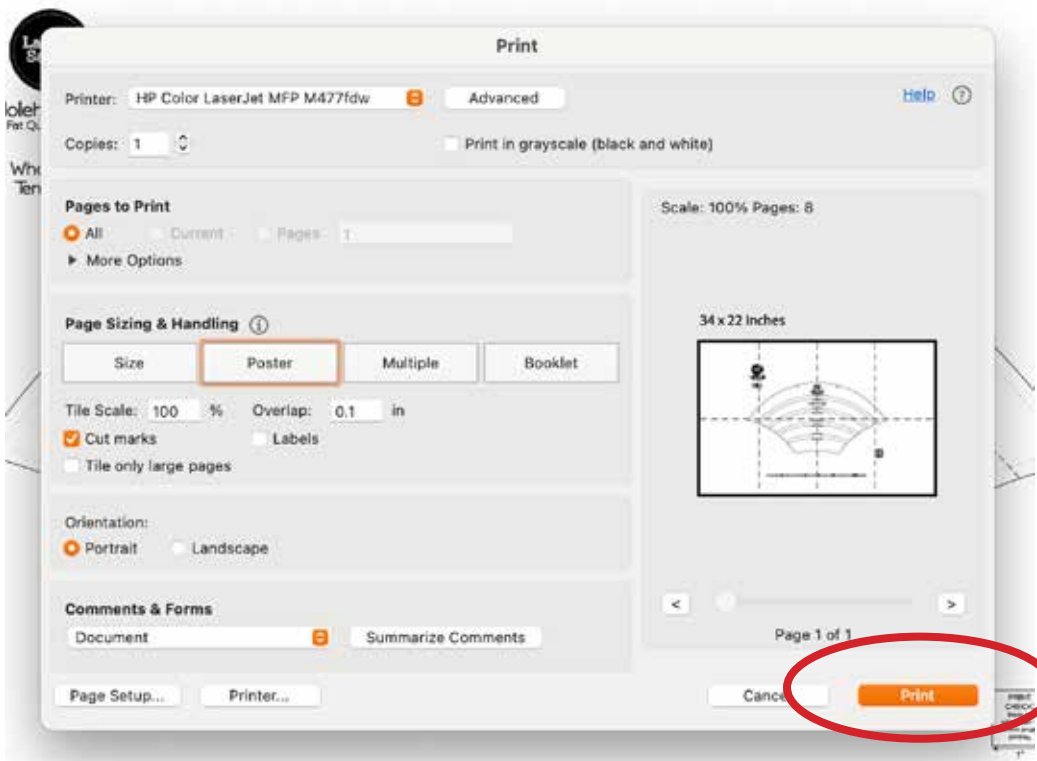 Print
Printer: HP Color LaserJet MFP M477fdw Advanced Help ?
Copies: 1 Print in grayscale (black and white)
Pages to Print
All Current Pages 1
More Options
Scale: 100% Pages: 8
34 x 22 Inches
Page Sizing & Handling i
Size Poster Multiple Booklet
Tile Scale: 100 % Overlap: 0.1 in
Cut marks Labels
Tile only large pages
Orientation:
Portrait Landscape
Comments & Forms
Document Summarize Comments
< >
Page 1 of 1
Page Setup... Printer... Cance Print